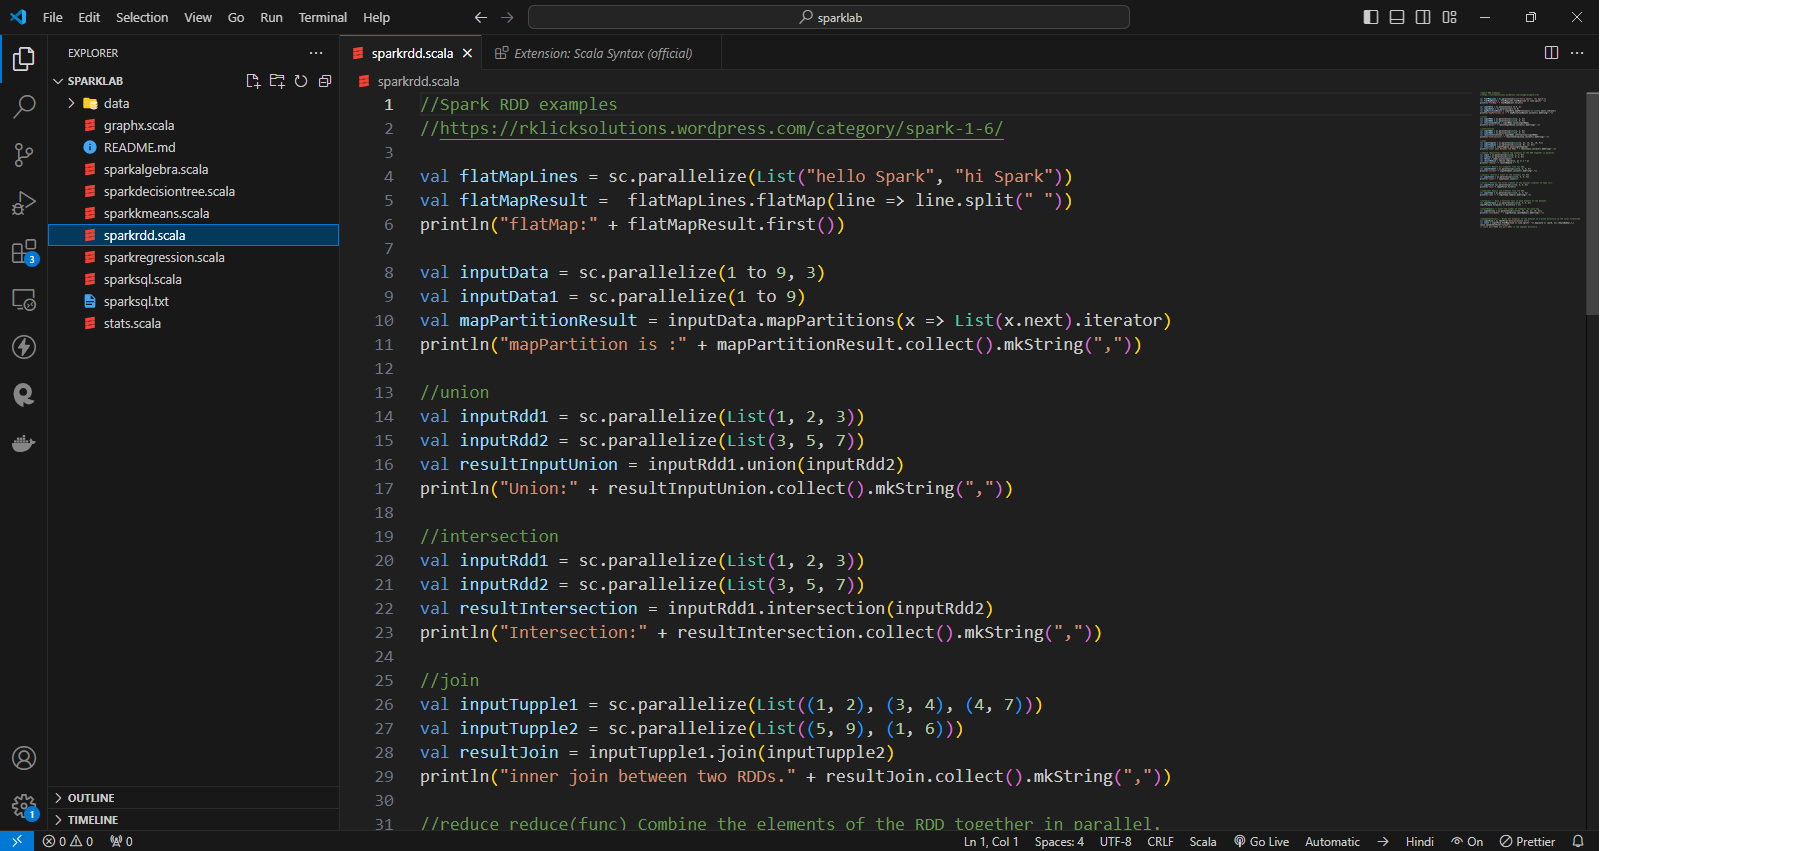 File Edit Selection View Go Run Terminal Help
sparklab
EXPLORER
SPARKLAB
data
graphx.scala
README.md
sparkalgebra.scala
sparkdecisiontree.scala
sparkkmeans.scala
sparkrdd.scala
sparkregression.scala
sparksql.scala
sparksql.txt
stats.scala
OUTLINE
TIMELINE
3
1
sparkrdd.scala
Extension: Scala Syntax (official)
sparkrdd.scala
1 //Spark RDD examples
2 //https://rklicksolutions.wordpress.com/category/spark-1-6/
3
4 val flatMapLines = sc.parallelize(List("hello Spark", "hi Spark"))
5 val flatMapResult =  flatMapLines.flatMap(line => line.split(" "))
6 println("flatMap:" + flatMapResult.first())
7
8 val inputData = sc.parallelize(1 to 9, 3)
9 val inputData1 = sc.parallelize(1 to 9)
10 val mapPartitionResult = inputData.mapPartitions(x => List(x.next).iterator)
11 println("mapPartition is :" + mapPartitionResult.collect().mkString(","))
12
13 //union
14 val inputRdd1 = sc.parallelize(List(1, 2, 3))
15 val inputRdd2 = sc.parallelize(List(3, 5, 7))
16 val resultInputUnion = inputRdd1.union(inputRdd2)
17 println("Union:" + resultInputUnion.collect().mkString(","))
18
19 //intersection
20 val inputRdd1 = sc.parallelize(List(1, 2, 3))
21 val inputRdd2 = sc.parallelize(List(3, 5, 7))
22 val resultIntersection = inputRdd1.intersection(inputRdd2)
23 println("Intersection:" + resultIntersection.collect().mkString(","))
24
25 //join
26 val inputTupple1 = sc.parallelize(List((1, 2), (3, 4), (4, 7)))
27 val inputTupple2 = sc.parallelize(List((5, 9), (1, 6)))
28 val resultJoin = inputTupple1.join(inputTupple2)
29 println("inner join between two RDDs." + resultJoin.collect().mkString(","))
30
31 //reduce reduce(func) Combine the elements of the RDD together in parallel.
0 0 0 Ln 1, Col 1 Spaces: 4 UTF-8 CRLF Scala Go Live Automatic Hindi On Prettier